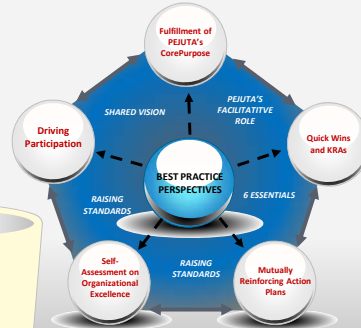 Fulfillment of
PEJUTA's
CorePurpose
SHARED VISION
PEJUTA'S
FACILITATITVE
ROLE
Driving
Participation
Quick Wins
and KRAs
BEST PRACTICE
PERSPECTIVES
RAISING
STANDARDS
6 ESSENTIALS
Self-
Assessment on
Organizational
Excellence
RAISING
STANDARDS
Mutually
Reinforcing Action
Plans